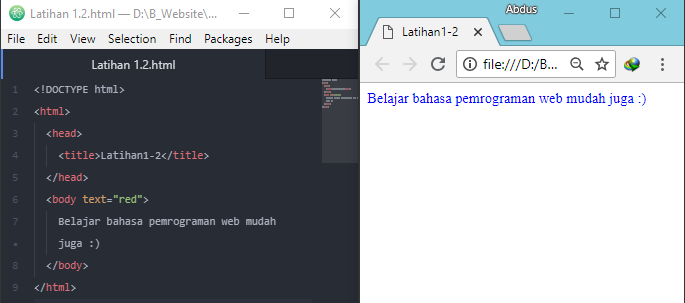 Latihan 1.2.html — D:\B_Website\...
File Edit View Selection Find Packages Help
Latihan 1.2.html
1 <!DOCTYPE html>
2 <html>
3 <head>
4 <title>Latihan1-2</title>
5 </head>
6 <body text="red">
7 Belajar bahasa pemrograman web mudah
• juga :)
8 </body>
9 </html>
Abdus
Latihan1-2
file:///D:/B...
Belajar bahasa pemrograman web mudah juga :)